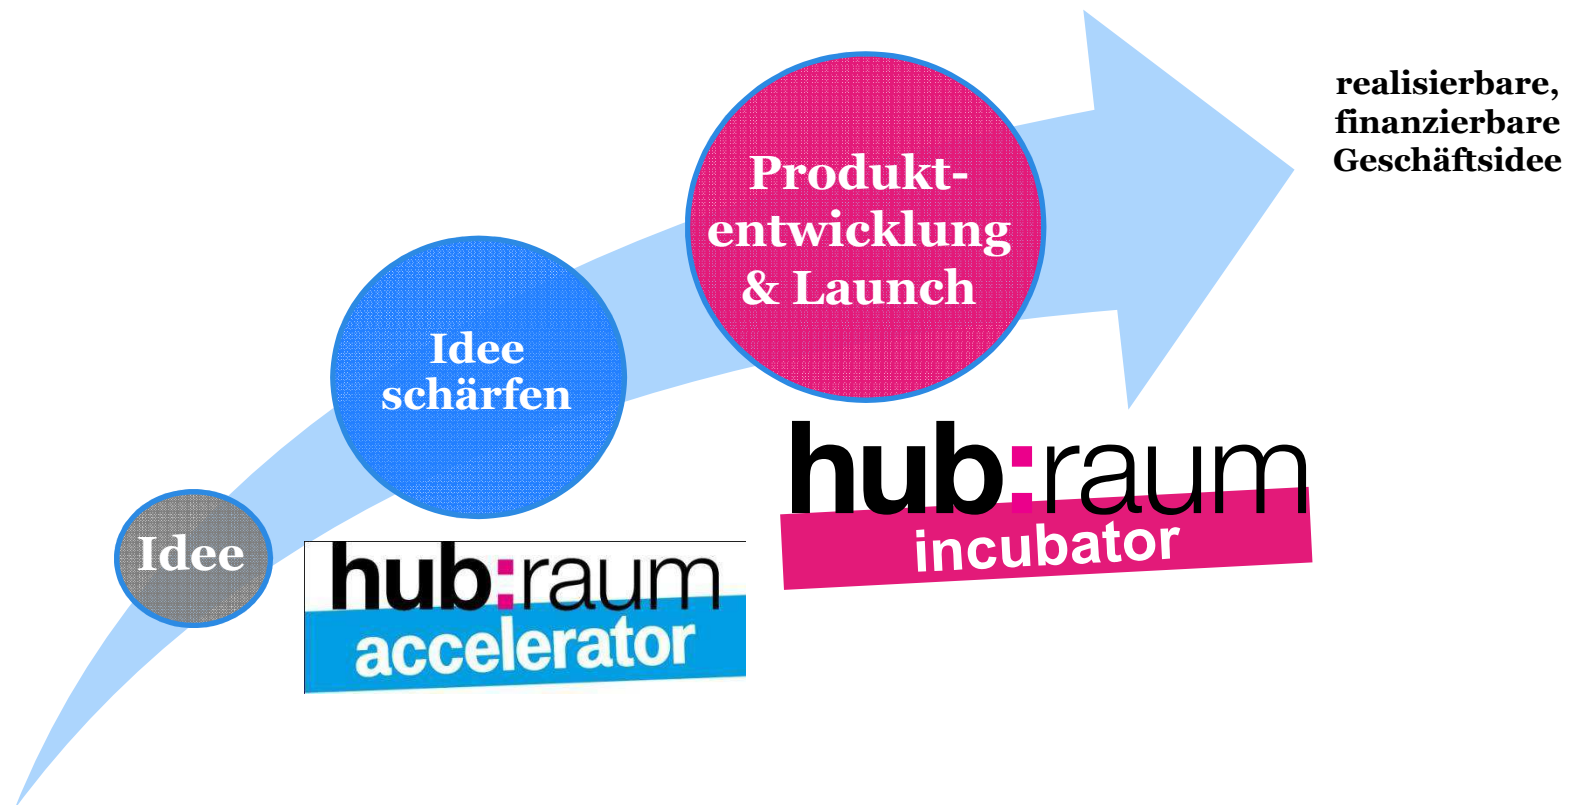 Idee
Idee
schärfen
Produkt-
entwicklung
& Launch
realisierbare,
finanzierbare
Geschäftsidee
hub:raum
accelerator
hub:raum
incubator